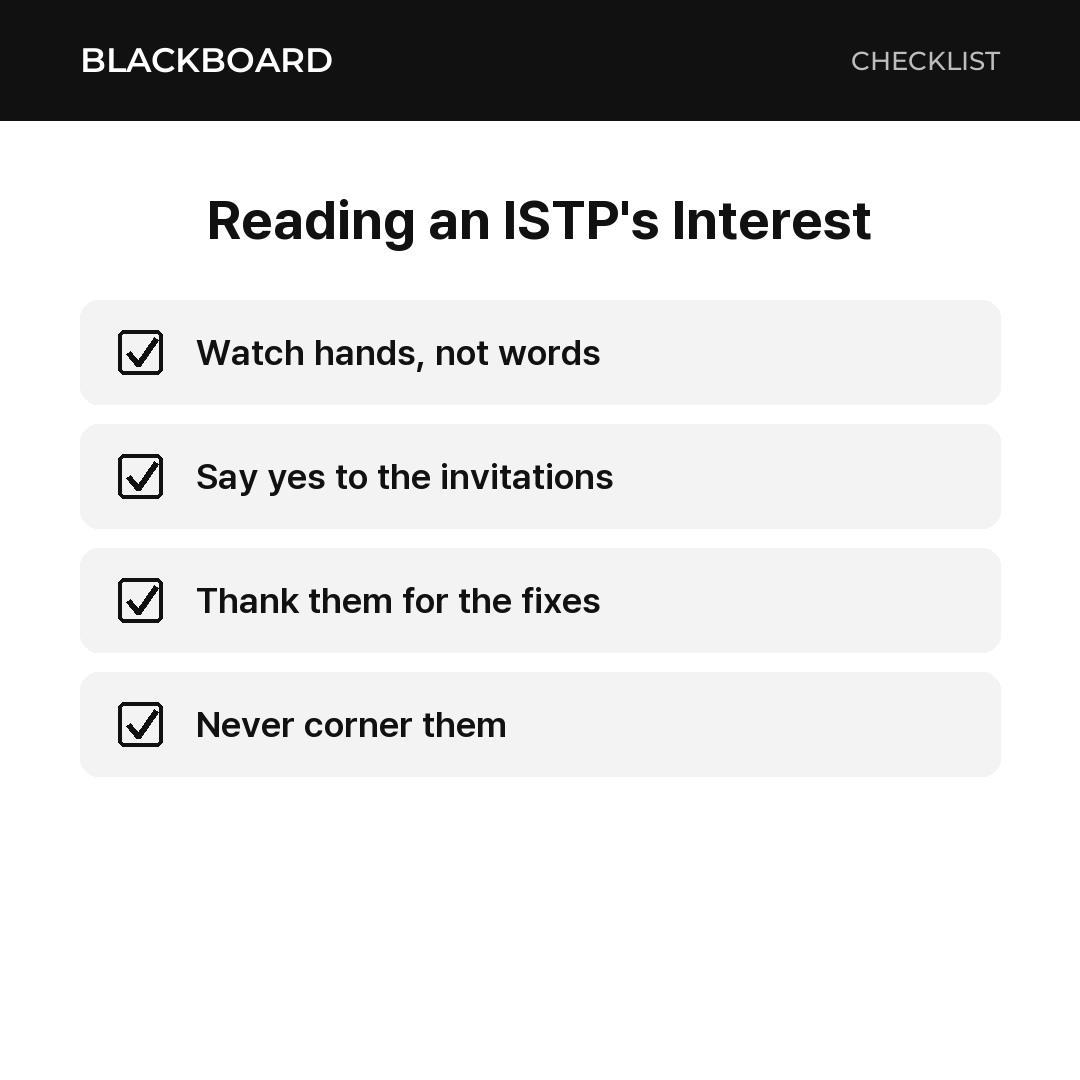 BLACKBOARD
CHECKLIST
Reading an ISTP's Interest
Watch hands, not words
Say yes to the invitations
Thank them for the fixes
Never corner them